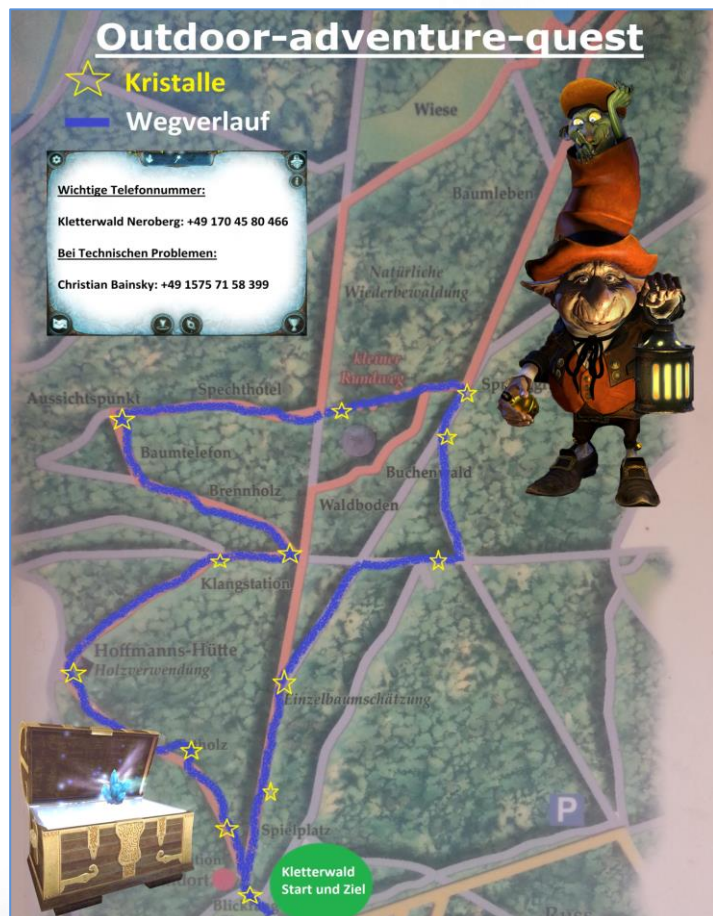 Outdoor-adventure-quest
Kristalle
Wegverlauf
Wichtige Telefonnummer:
Kletterwald Neroberg: +49 170 45 80 466
Bei Technischen Problemen:
Christian Bainsky: +49 1575 71 58 399
Wiese
Baumleben
Natürliche
Wiederbewaldung
kleiner
Rundweg
Spechthotel
Aussichtspunkt
Baumtelefon
Buchenwald
Brennholz
Waldboden
Klangstation
Hoffmanns-Hütte
Holzverwendung
Einzelbaumschätzung
P
Spielplatz
Kletterwald
Start und Ziel